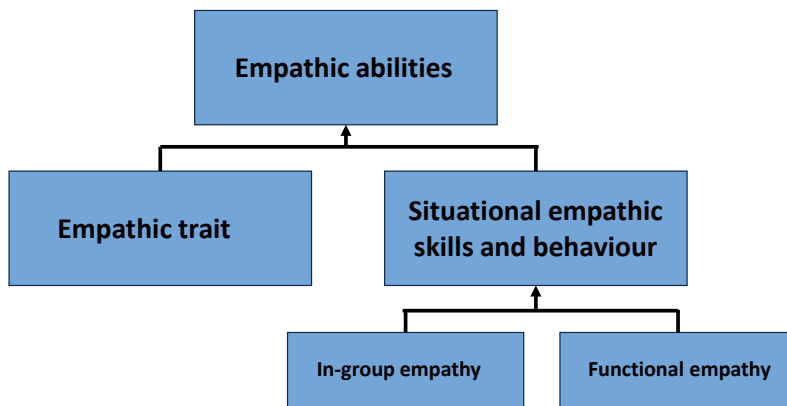 Empathic abilities
Empathic trait
Situational empathic
skills and behaviour
In-group empathy
Functional empathy